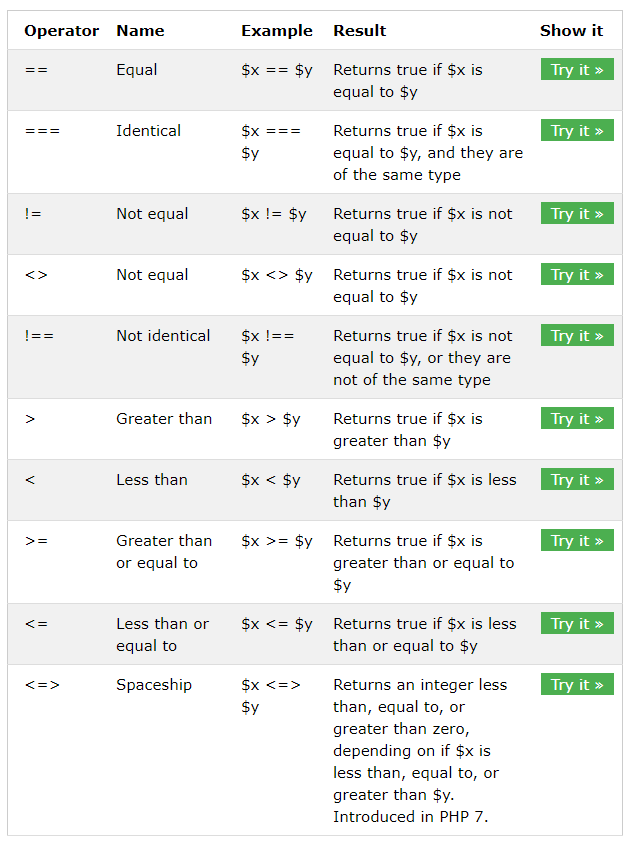 Operator Name Example Result Show it
== Equal $x == $y Returns true if $x is Try it »
equal to $y
=== Identical $x === Returns true if $x is Try it »
$y equal to $y, and they are
of the same type
!= Not equal $x != $y Returns true if $x is not Try it »
equal to $y
<> Not equal $x <> $y Returns true if $x is not Try it »
equal to $y
!== Not identical $x !== Returns true if $x is not Try it »
$y equal to $y, or they are
not of the same type
> Greater than $x > $y Returns true if $x is Try it »
greater than $y
< Less than $x < $y Returns true if $x is less Try it »
than $y
>= Greater than $x >= $y Returns true if $x is Try it »
or equal to greater than or equal to
$y
<= Less than or $x <= $y Returns true if $x is less Try it »
equal to than or equal to $y
<=> Spaceship $x <=> Returns an integer less Try it »
$y than, equal to, or
greater than zero,
depending on if $x is
less than, equal to, or
greater than $y.
Introduced in PHP 7.